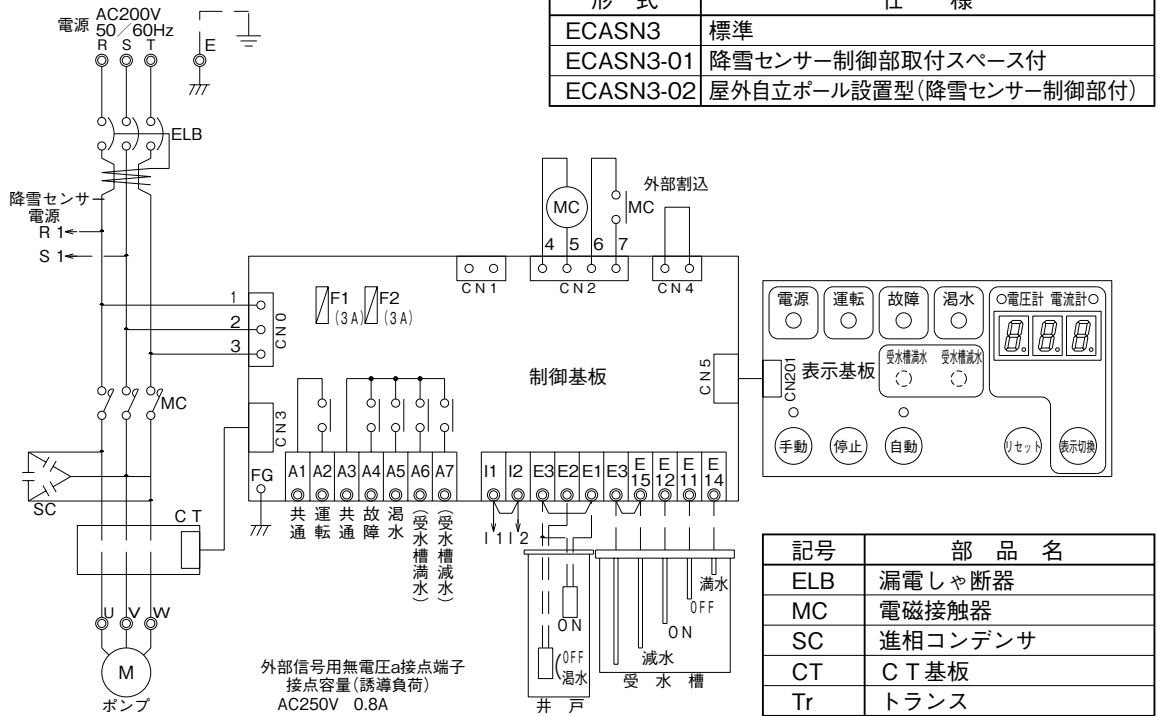 AC200V
電源 50／60Hz
R S T E
形 式 仕 様
ECASN3 標準
ECASN3-01 降雪センサー制御部取付スペース付
ECASN3-02 屋外自立ポール設置型(降雪センサー制御部付)
ELB
降雪センサ
電源
R 1
S 1
MC MC 外部割込
4 5 6 7
CN1 CN2 CN4
1
2
3
CN0
F1 F2
(3A) (3A)
制御基板
CN5
CN201
表示基板
電源 運転 故障 渇水
受水槽満水 受水槽減水
電圧計 電流計
8.8.8.
手動 停止 自動 リセット 表示切換
MC
SC
CN3
FG
A1 A2 A3 A4 A5 A6 A7
共通 運転 共通 故障 渇水 (受水槽満水) (受水槽減水)
I1 I2 E3 E2 E1 E3 E15 E12 E11 E14
I1 I2
CT
U V W
M
ポンプ
外部信号用無電圧a接点端子
接点容量(誘導負荷)
AC250V 0.8A
ON
(OFF
渇水
井 戸
満水
OFF
ON
減水
受 水 槽
記号 部 品 名
ELB 漏電しゃ断器
MC 電磁接触器
SC 進相コンデンサ
CT ＣＴ基板
Tr トランス